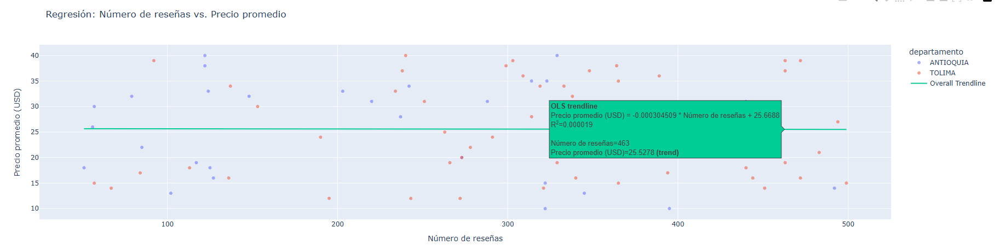 Regresión: Número de reseñas vs. Precio promedio
departamento
ANTIOQUIA
TOLIMA
Overall Trendline
Precio promedio (USD)
40
35
30
25
20
15
10
OLS trendline
Precio promedio (USD) = -0.000304509 * Número de reseñas + 25.6688
R²=0.000019
Número de reseñas=463
Precio promedio (USD)=25.5278 (trend)
100
200
300
400
500
Número de reseñas